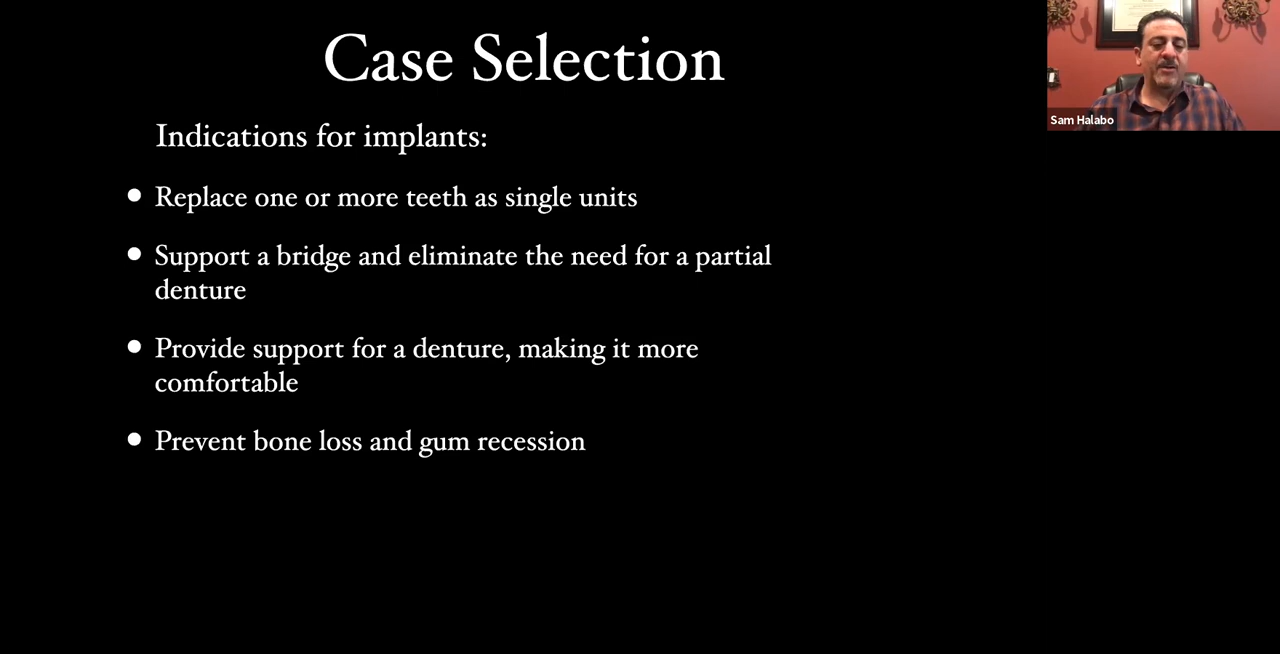 Case Selection
Sam Halabo
Indications for implants:
Replace one or more teeth as single units
Support a bridge and eliminate the need for a partial
denture
Provide support for a denture, making it more
comfortable
Prevent bone loss and gum recession